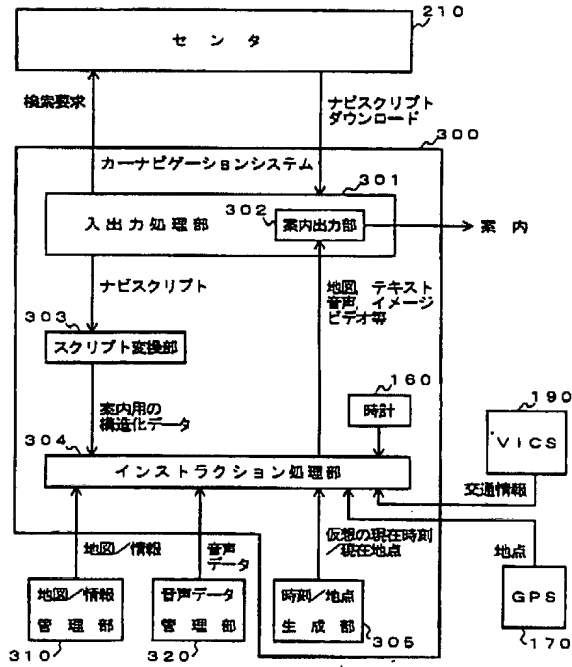 210
センタ
検索要求
ナビスクリプト
ダウンロード
300
カーナビゲーションシステム
301
302
入出力処理部
案内出力部
案内
ナビスクリプト
地図, テキスト
音声, イメージ
ビデオ等
303
スクリプト変換部
160
時計
190
VICS
案内用の
構造化データ
304
インストラクション処理部
交通情報
地図/情報
音声
データ
仮想の現在時刻
/現在地点
地点
地図/情報
管理部
音声データ
管理部
時刻/地点
生成部
GPS
310
320
305
170